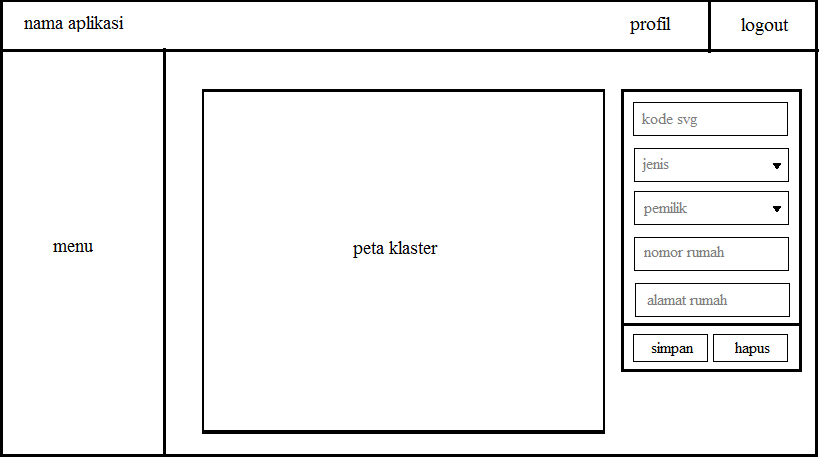 nama aplikasi
profil
logout
menu
peta klaster
kode svg
jenis
pemilik
nomor rumah
alamat rumah
simpan
hapus